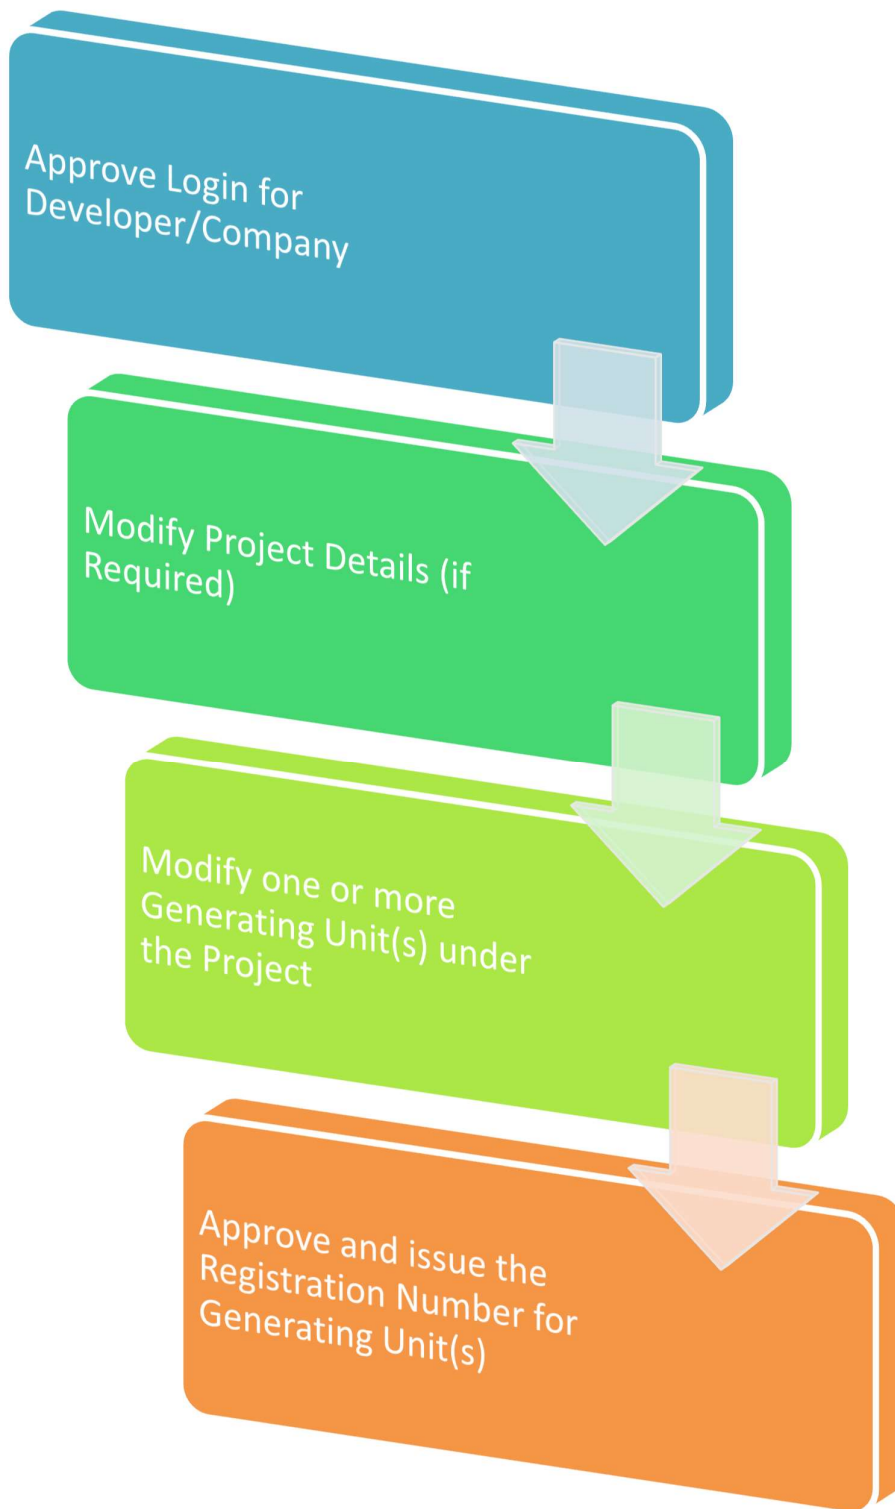 Approve Login for
Developer/Company
Modify Project Details (if
Required)
Modify one or more
Generating Unit(s) under
the Project
Approve and issue the
Registration Number for
Generating Unit(s)